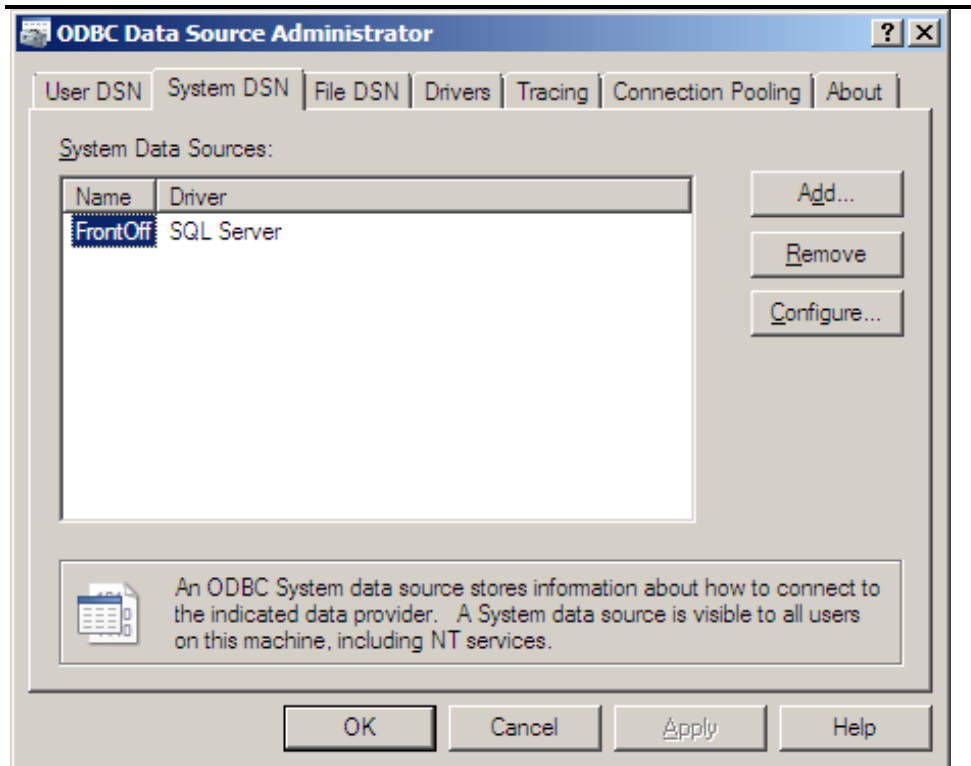 ODBC Data Source Administrator
User DSN System DSN File DSN Drivers Tracing Connection Pooling About
System Data Sources:
Name Driver
FrontOff SQL Server
Add...
Remove
Configure...
An ODBC System data source stores information about how to connect to
the indicated data provider. A System data source is visible to all users
on this machine, including NT services.
OK Cancel Apply Help